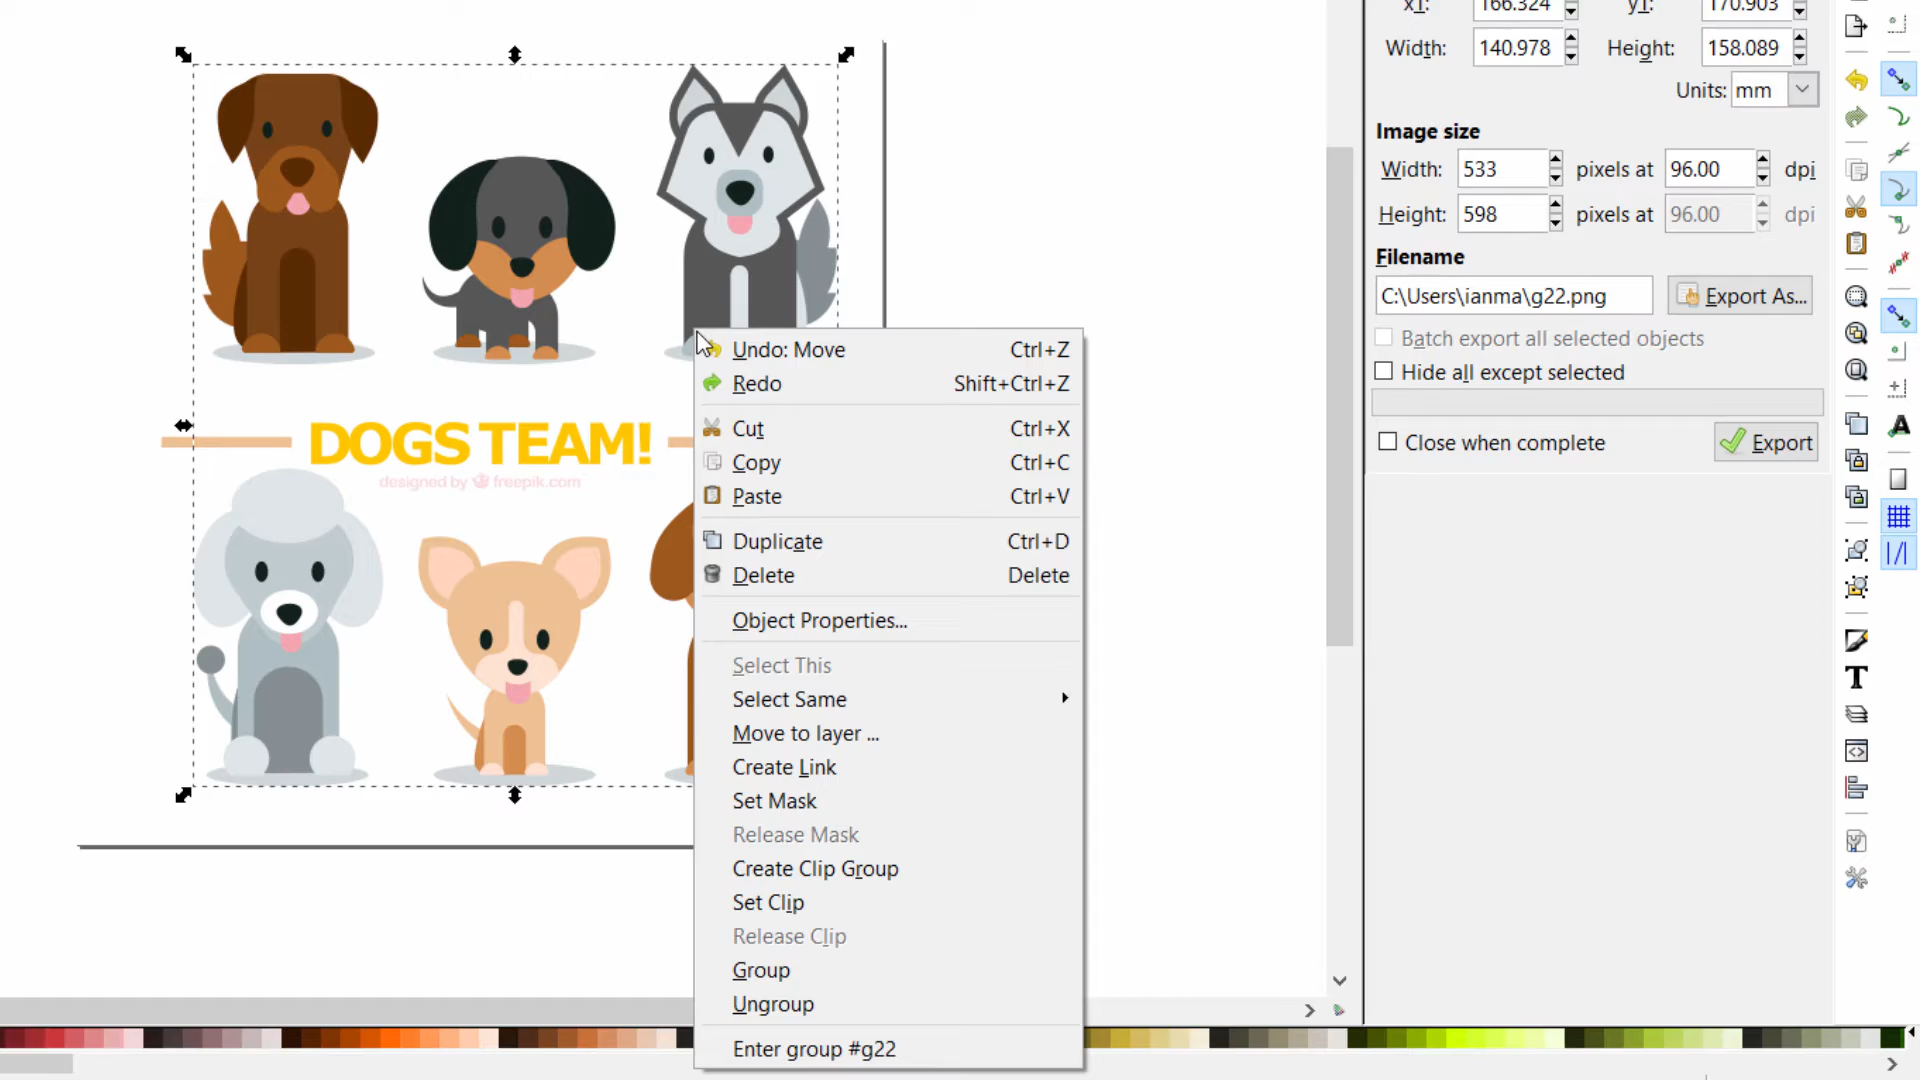 x1: 166.324 y1: 170.903
Width: 140.978 Height: 158.089
Units: mm
Image size
Width: 533 pixels at 96.00 dpi
Height: 598 pixels at 96.00 dpi
Filename
C:\Users\ianma\g22.png Export As...
Batch export all selected objects
Hide all except selected
Close when complete Export
DOGS TEAM!
designed by freepik.com
Undo: Move Ctrl+Z
Redo Shift+Ctrl+Z
Cut Ctrl+X
Copy Ctrl+C
Paste Ctrl+V
Duplicate Ctrl+D
Delete Delete
Object Properties...
Select This
Select Same
Move to layer ...
Create Link
Set Mask
Release Mask
Create Clip Group
Set Clip
Release Clip
Group
Ungroup
Enter group #g22